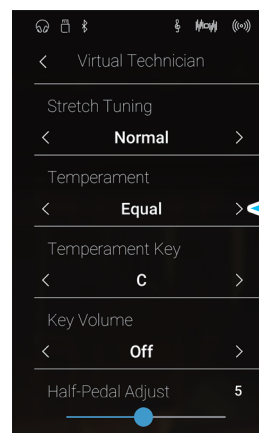 Virtual Technician
Stretch Tuning
Normal
Temperament
Equal
Temperament Key
C
Key Volume
Off
Half-Pedal Adjust 5